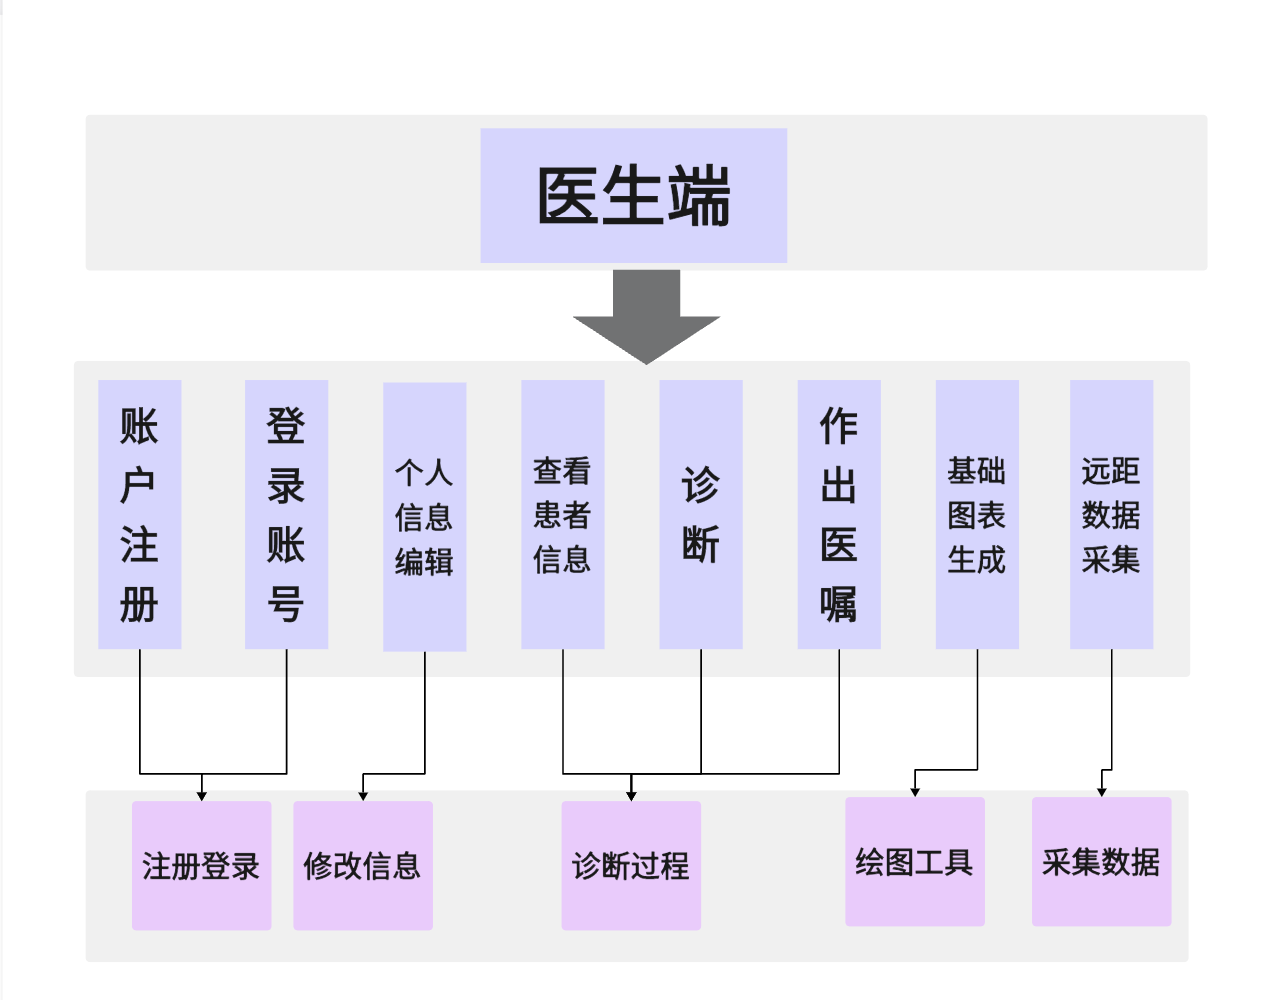 医生端
账
户
注
册
登
录
账
号
个人
信息
编辑
查看
患者
信息
诊
断
作
出
医
嘱
基础
图表
生成
远距
数据
采集
注册登录
修改信息
诊断过程
绘图工具
采集数据